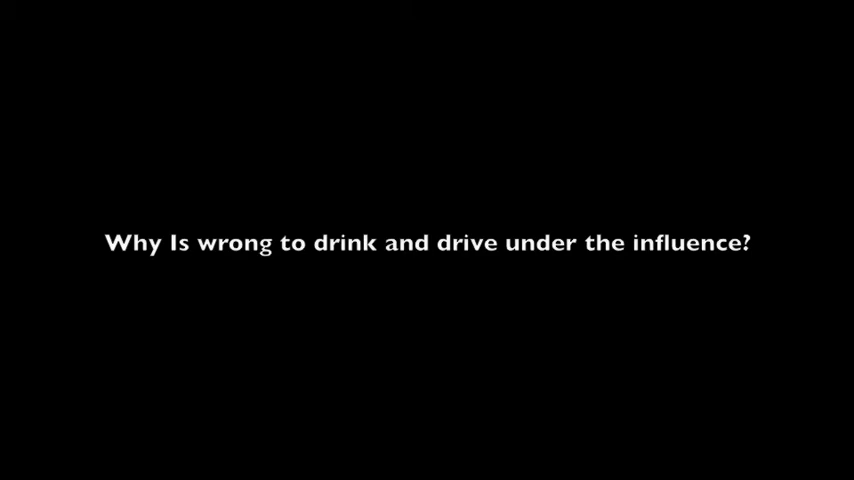 Why Is wrong to drink and drive under the influence?